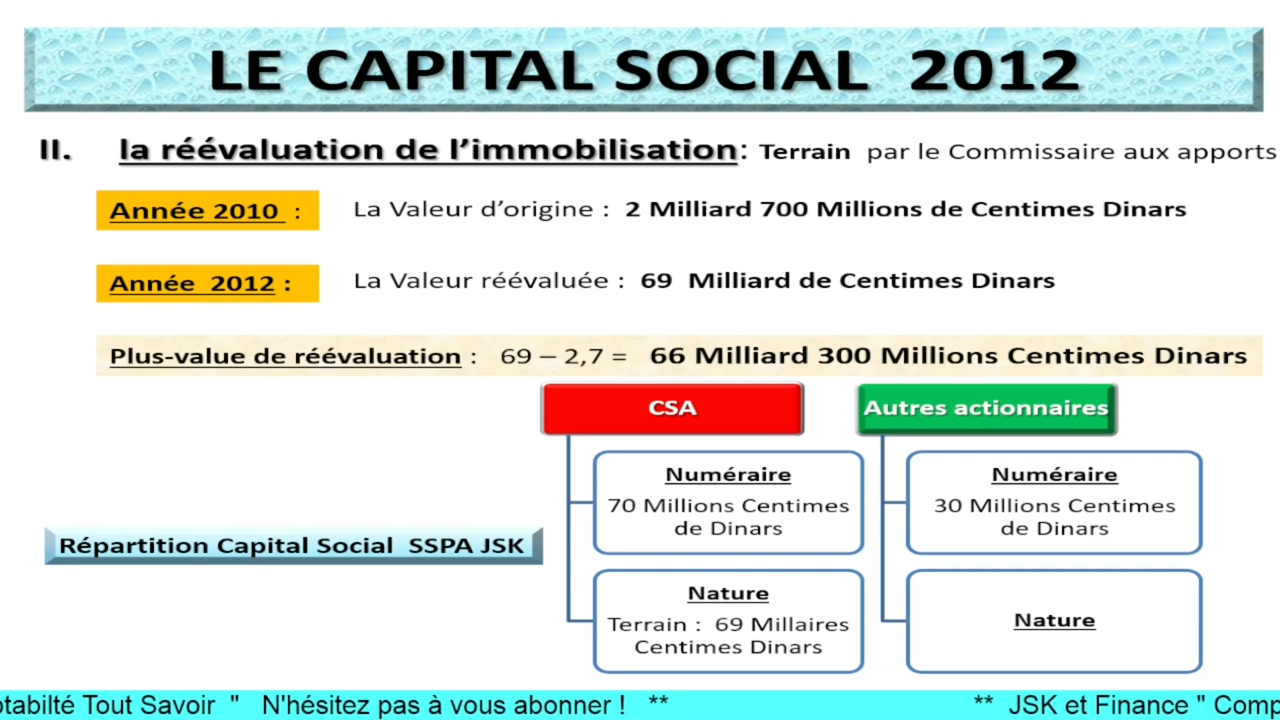 LE CAPITAL SOCIAL 2012
II. la réévaluation de l’immobilisation: Terrain par le Commissaire aux apports
Année 2010 : La Valeur d’origine : 2 Milliard 700 Millions de Centimes Dinars
Année 2012 : La Valeur réévaluée : 69 Milliard de Centimes Dinars
Plus-value de réévaluation : 69 – 2,7 = 66 Milliard 300 Millions Centimes Dinars
CSA
Numéraire
70 Millions Centimes
de Dinars
Nature
Terrain : 69 Millaires
Centimes Dinars
Autres actionnaires
Numéraire
30 Millions Centimes
de Dinars
Nature
Répartition Capital Social SSPA JSK
ptabilté Tout Savoir " N'hésitez pas à vous abonner ! ** ** JSK et Finance " Comp